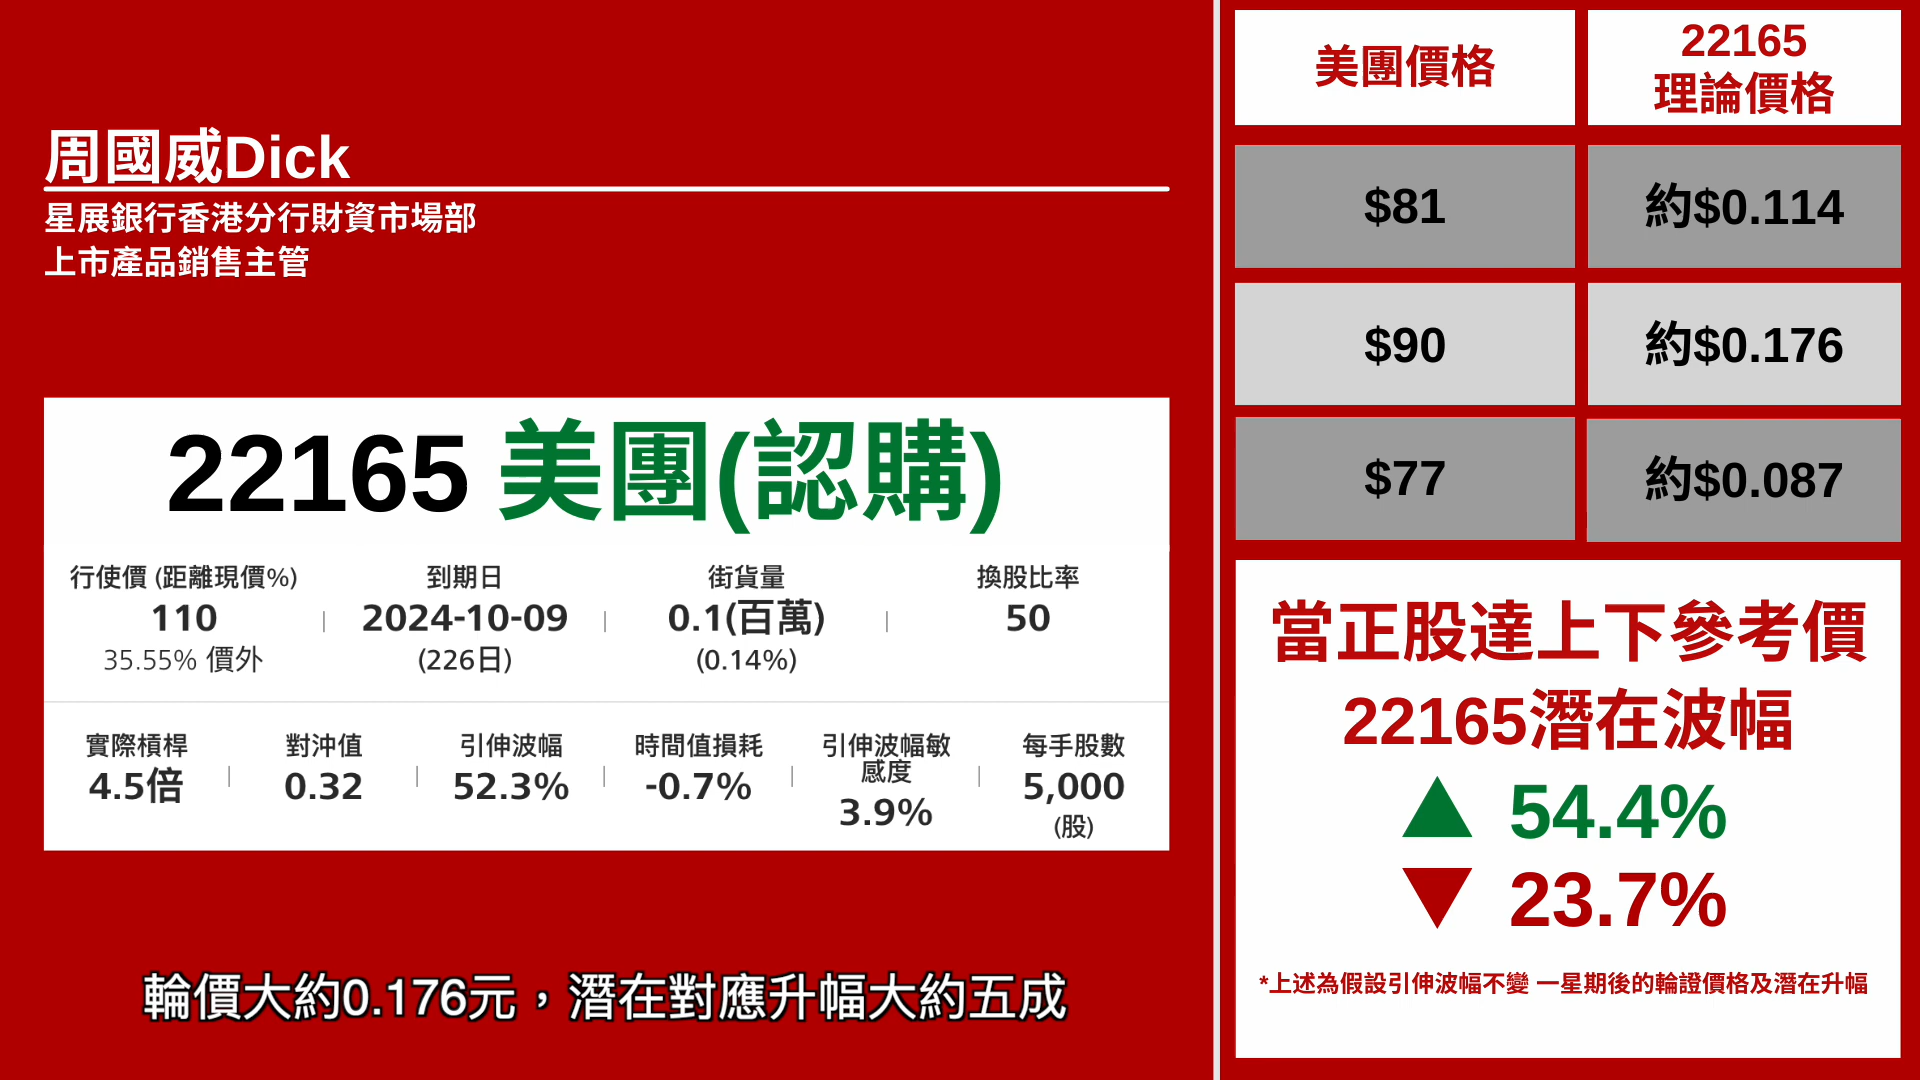 周國威Dick
星展銀行香港分行財資市場部
上市產品銷售主管
22165 美團(認購)
行使價 (距離現價%)
110
35.55% 價外
到期日
2024-10-09
(226日)
街貨量
0.1(百萬)
(0.14%)
換股比率
50
實際槓桿
4.5倍
對沖值
0.32
引伸波幅
52.3%
時間值損耗
-0.7%
引伸波幅敏
感度
3.9%
每手股數
5,000
(股)
輪價大約0.176元，潛在對應升幅大約五成
美團價格
22165
理論價格
$81
約$0.114
$90
約$0.176
$77
約$0.087
當正股達上下參考價
22165潛在波幅
▲ 54.4%
▼ 23.7%
*上述為假設引伸波幅不變 一星期後的輪證價格及潛在升幅